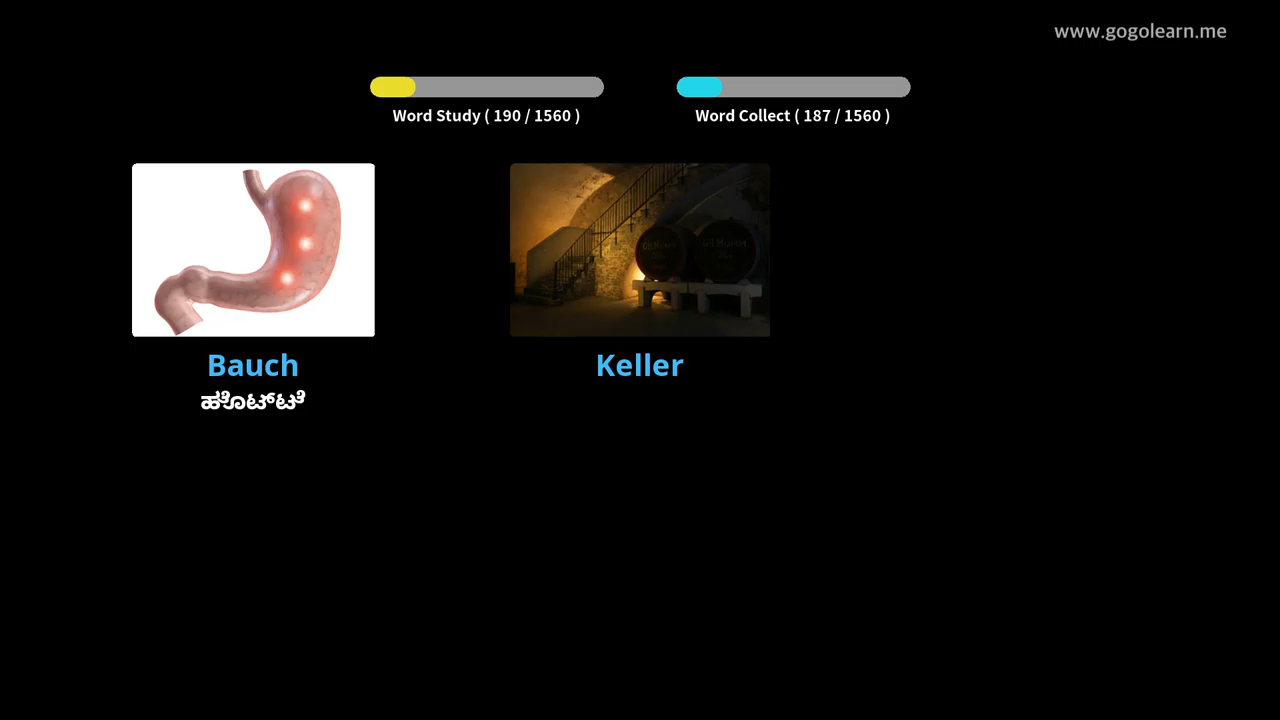 www.gogolearn.me
Word Study ( 190 / 1560 )
Word Collect ( 187 / 1560 )
Bauch
ಹೊಟ್ಟೆ
Keller